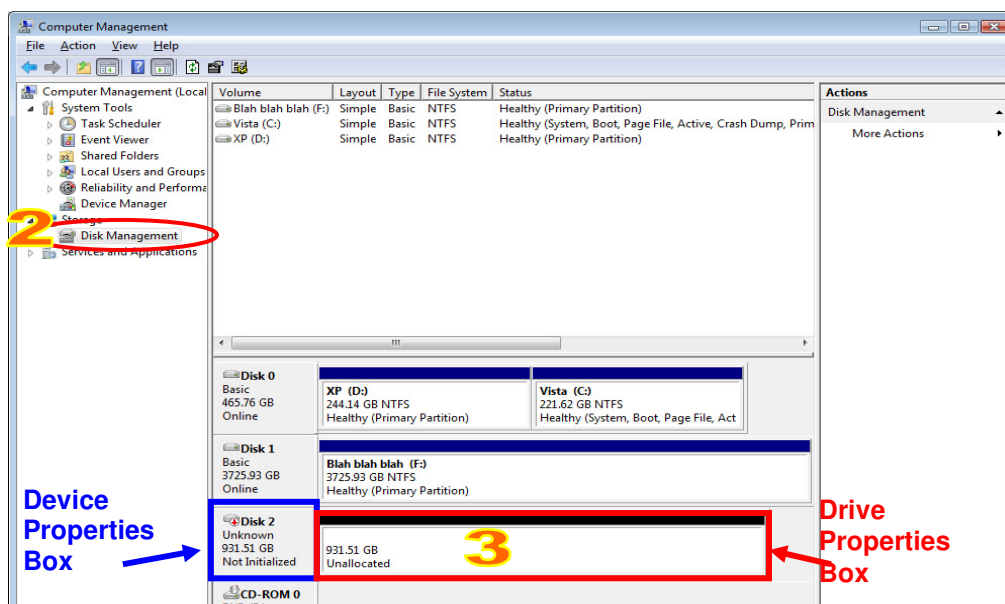 Computer Management
File Action View Help
Computer Management (Local
System Tools
Task Scheduler
Event Viewer
Shared Folders
Local Users and Groups
Reliability and Performa
Device Manager
Storage
Disk Management
Services and Applications
2
Volume Layout Type File System Status
Blah blah blah (F:) Simple Basic NTFS Healthy (Primary Partition)
Vista (C:) Simple Basic NTFS Healthy (System, Boot, Page File, Active, Crash Dump, Prim
XP (D:) Simple Basic NTFS Healthy (Primary Partition)
Actions
Disk Management
More Actions
Disk 0
Basic
465.76 GB
Online
XP (D:)
244.14 GB NTFS
Healthy (Primary Partition)
Vista (C:)
221.62 GB NTFS
Healthy (System, Boot, Page File, Act
Disk 1
Basic
3725.93 GB
Online
Blah blah blah (F:)
3725.93 GB NTFS
Healthy (Primary Partition)
Device
Properties
Box
Disk 2
Unknown
931.51 GB
Not Initialized
931.51 GB
Unallocated
3
Drive
Properties
Box
CD-ROM 0